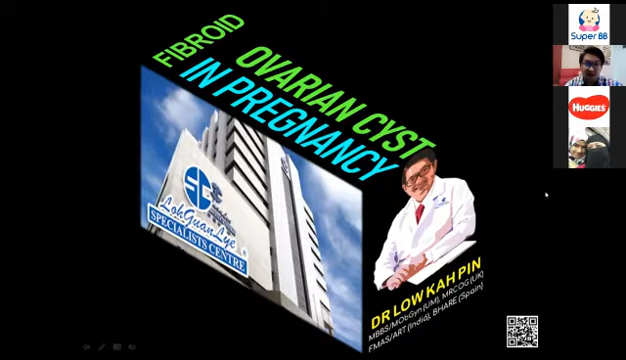 FIBROID
OVARIAN CYST
IN PREGNANCY
LohGuanLye
SPECIALISTS CENTRE
DR LOW KAH PIN
MBBS/MObGyn (UM), MRCOG (UK)
FMAS/ART (India), BHARE (Spain)
Super BB
HUGGIES